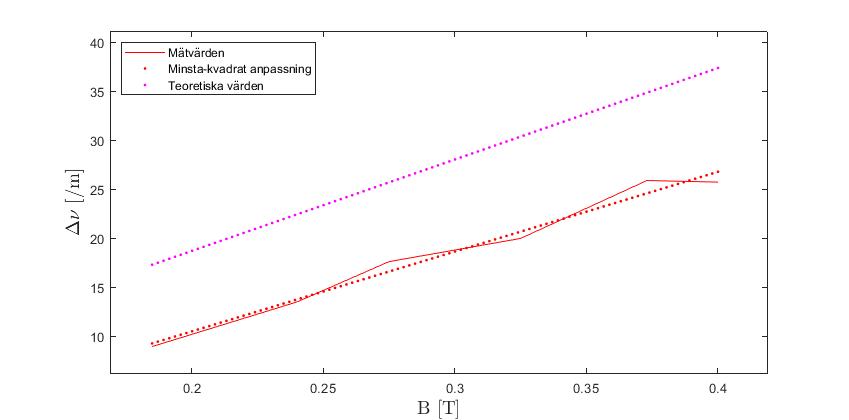 40
35
30
25
20
15
10
Δν [/m]
Mätvärden
Minsta-kvadrat anpassning
Teoretiska värden
0.2 0.25 0.3 0.35 0.4
B [T]